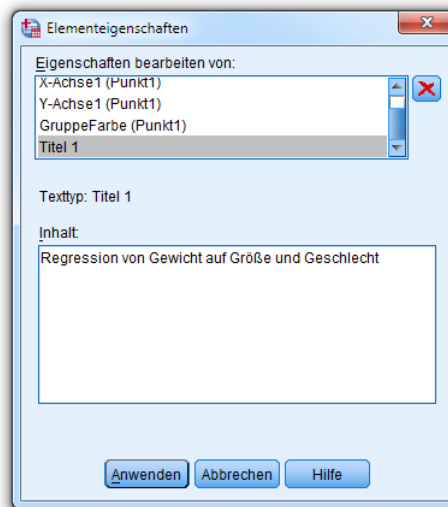 Elementeigenschaften
Eigenschaften bearbeiten von:
X-Achse1 (Punkt1)
Y-Achse1 (Punkt1)
GruppeFarbe (Punkt1)
Titel 1
Texttyp: Titel 1
Inhalt:
Regression von Gewicht auf Größe und Geschlecht
Anwenden Abbrechen Hilfe